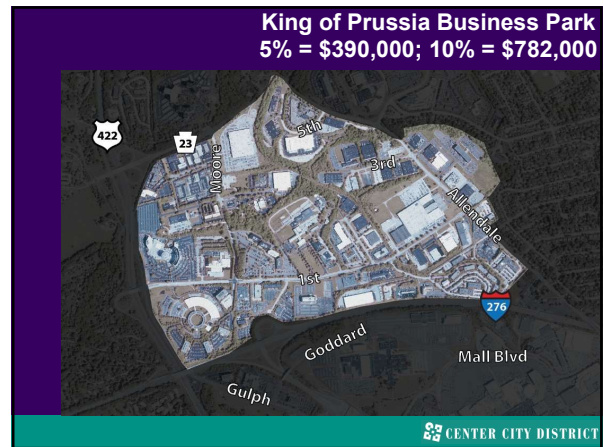 King of Prussia Business Park
5% = $390,000; 10% = $782,000
422
23
Moore
5th
3rd
Allendale
1st
276
Goddard
Mall Blvd
Gulph
CENTER CITY DISTRICT